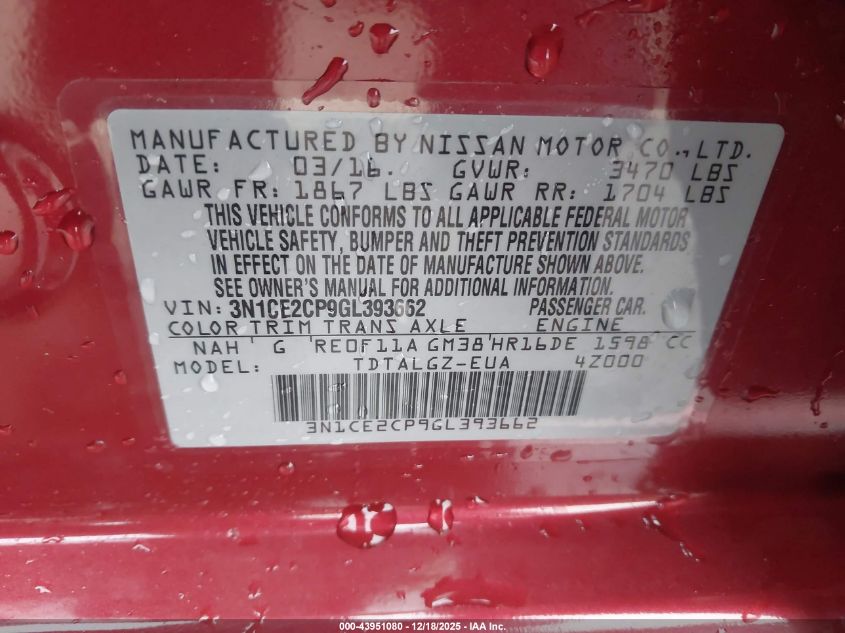 MANUFACTURED BY NISSAN MOTOR CO., LTD.
DATE: 03/16. GVWR: 3470 LBS
GAWR FR: 1867 LBS GAWR RR: 1704 LBS
THIS VEHICLE CONFORMS TO ALL APPLICABLE FEDERAL MOTOR
VEHICLE SAFETY, BUMPER AND THEFT PREVENTION STANDARDS
IN EFFECT ON THE DATE OF MANUFACTURE SHOWN ABOVE.
SEE OWNER'S MANUAL FOR ADDITIONAL INFORMATION.
VIN: 3N1CE2CP9GL393662 PASSENGER CAR.
COLOR TRIM TRANS AXLE ENGINE
NAH G RE0F11A GM38 HR16DE 1598 CC
MODEL: TDTALGZ-EUA 4Z000
3N1CE2CP9GL393662
000-43951080 - 12/18/2025 - IAA Inc.